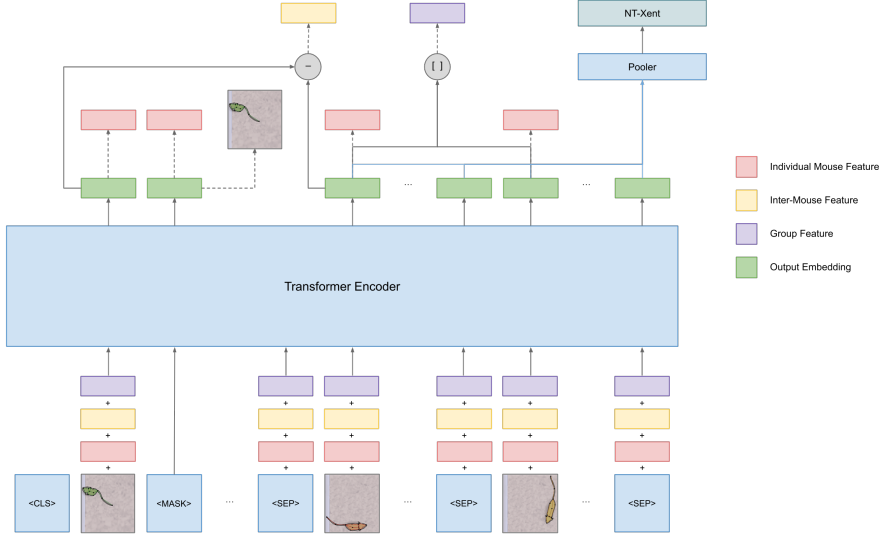 NT-Xent
Pooler
–
[ ]
... ...
Individual Mouse Feature
Inter-Mouse Feature
Group Feature
Output Embedding
Transformer Encoder
+ + + + + +
+ + + + + +
+ + + + + +
<CLS> <MASK> ... <SEP> ... <SEP> ... <SEP>